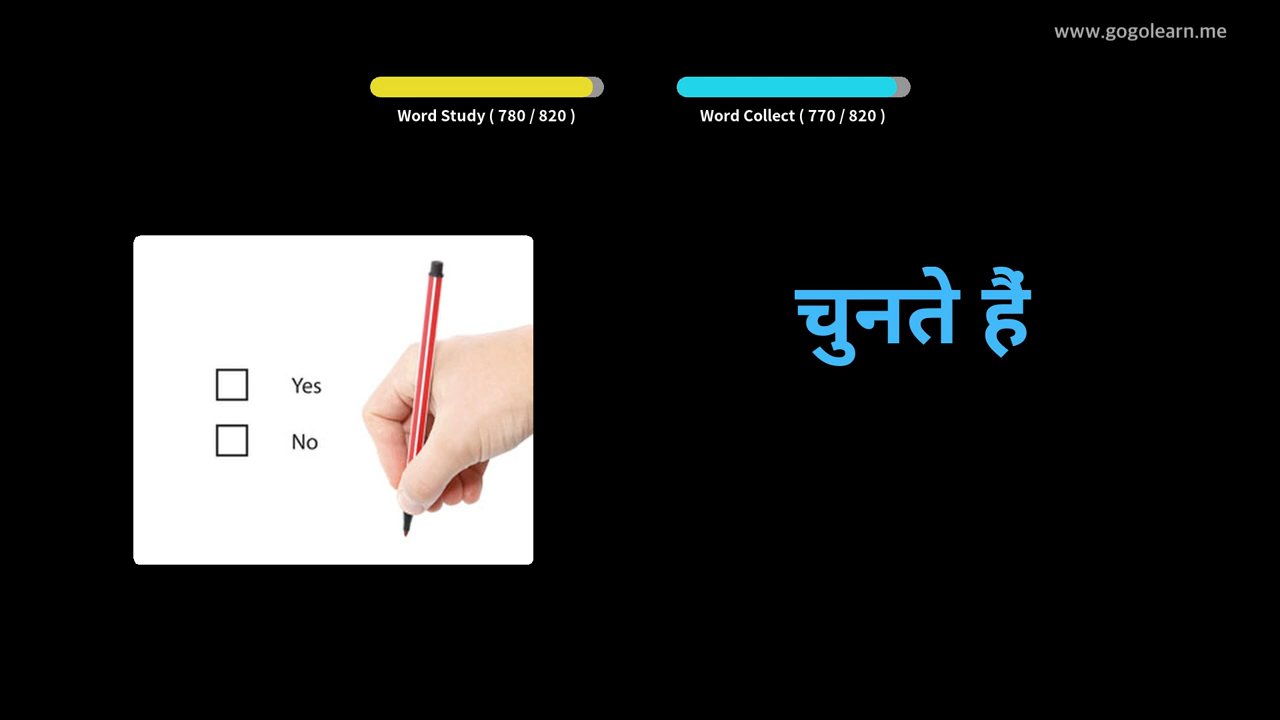 www.gogolearn.me
Word Study ( 780 / 820 )
Word Collect ( 770 / 820 )
चुनते हैं
Yes
No